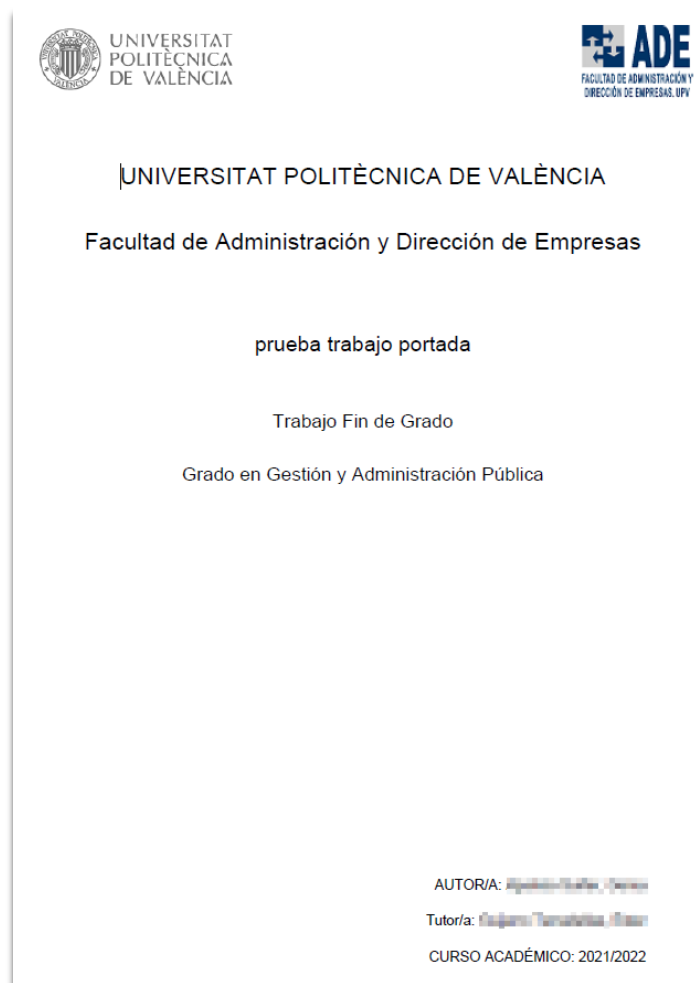 UNIVERSITAT
POLITÈCNICA
DE VALÈNCIA
ADE
FACULTAD DE ADMINISTRACIÓN Y
DIRECCIÓN DE EMPRESAS. UPV
UNIVERSITAT POLITÈCNICA DE VALÈNCIA
Facultad de Administración y Dirección de Empresas
prueba trabajo portada
Trabajo Fin de Grado
Grado en Gestión y Administración Pública
AUTOR/A:
Tutor/a:
CURSO ACADÉMICO: 2021/2022